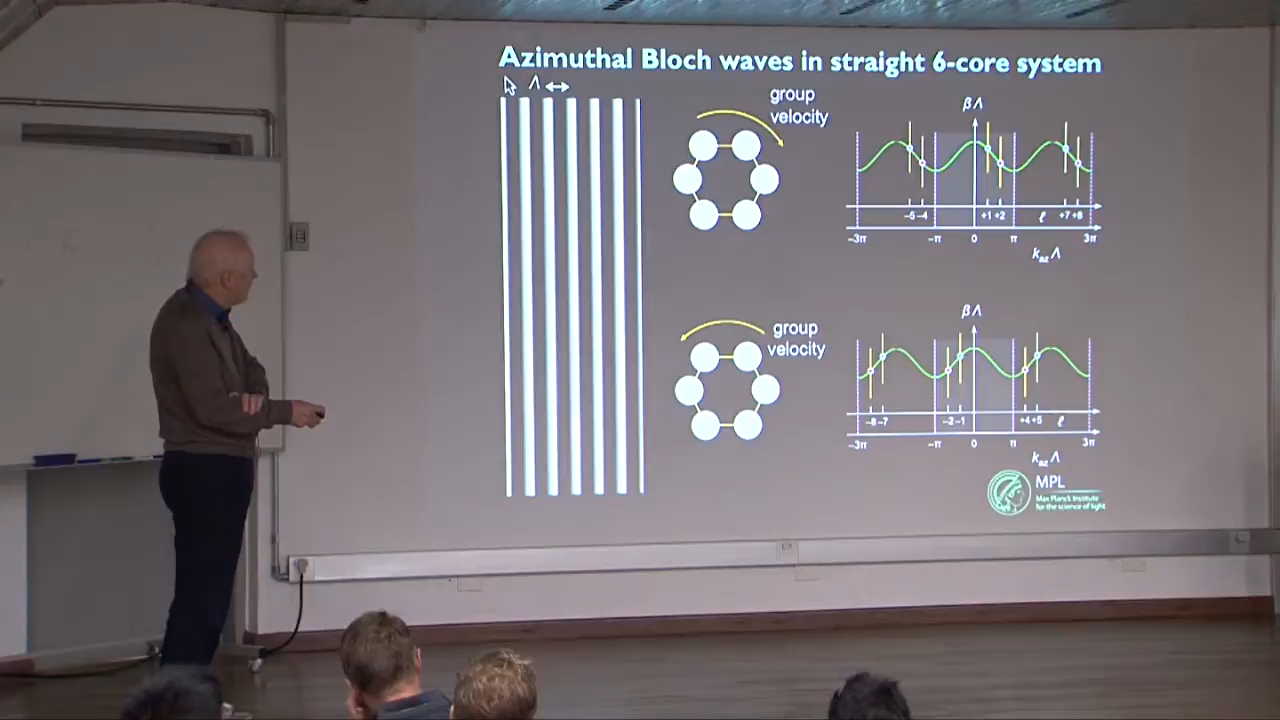 Azimuthal Bloch waves in straight 6-core system
Λ
group
velocity
βΛ
−5 −4 +1 +2 ℓ +7 +8
−3π −π 0 π 3π
k_az Λ
group
velocity
βΛ
−8 −7 −2 −1 +4 +5 ℓ
−3π −π 0 π 3π
k_az Λ
MPL
Max Planck Institute
for the science of light